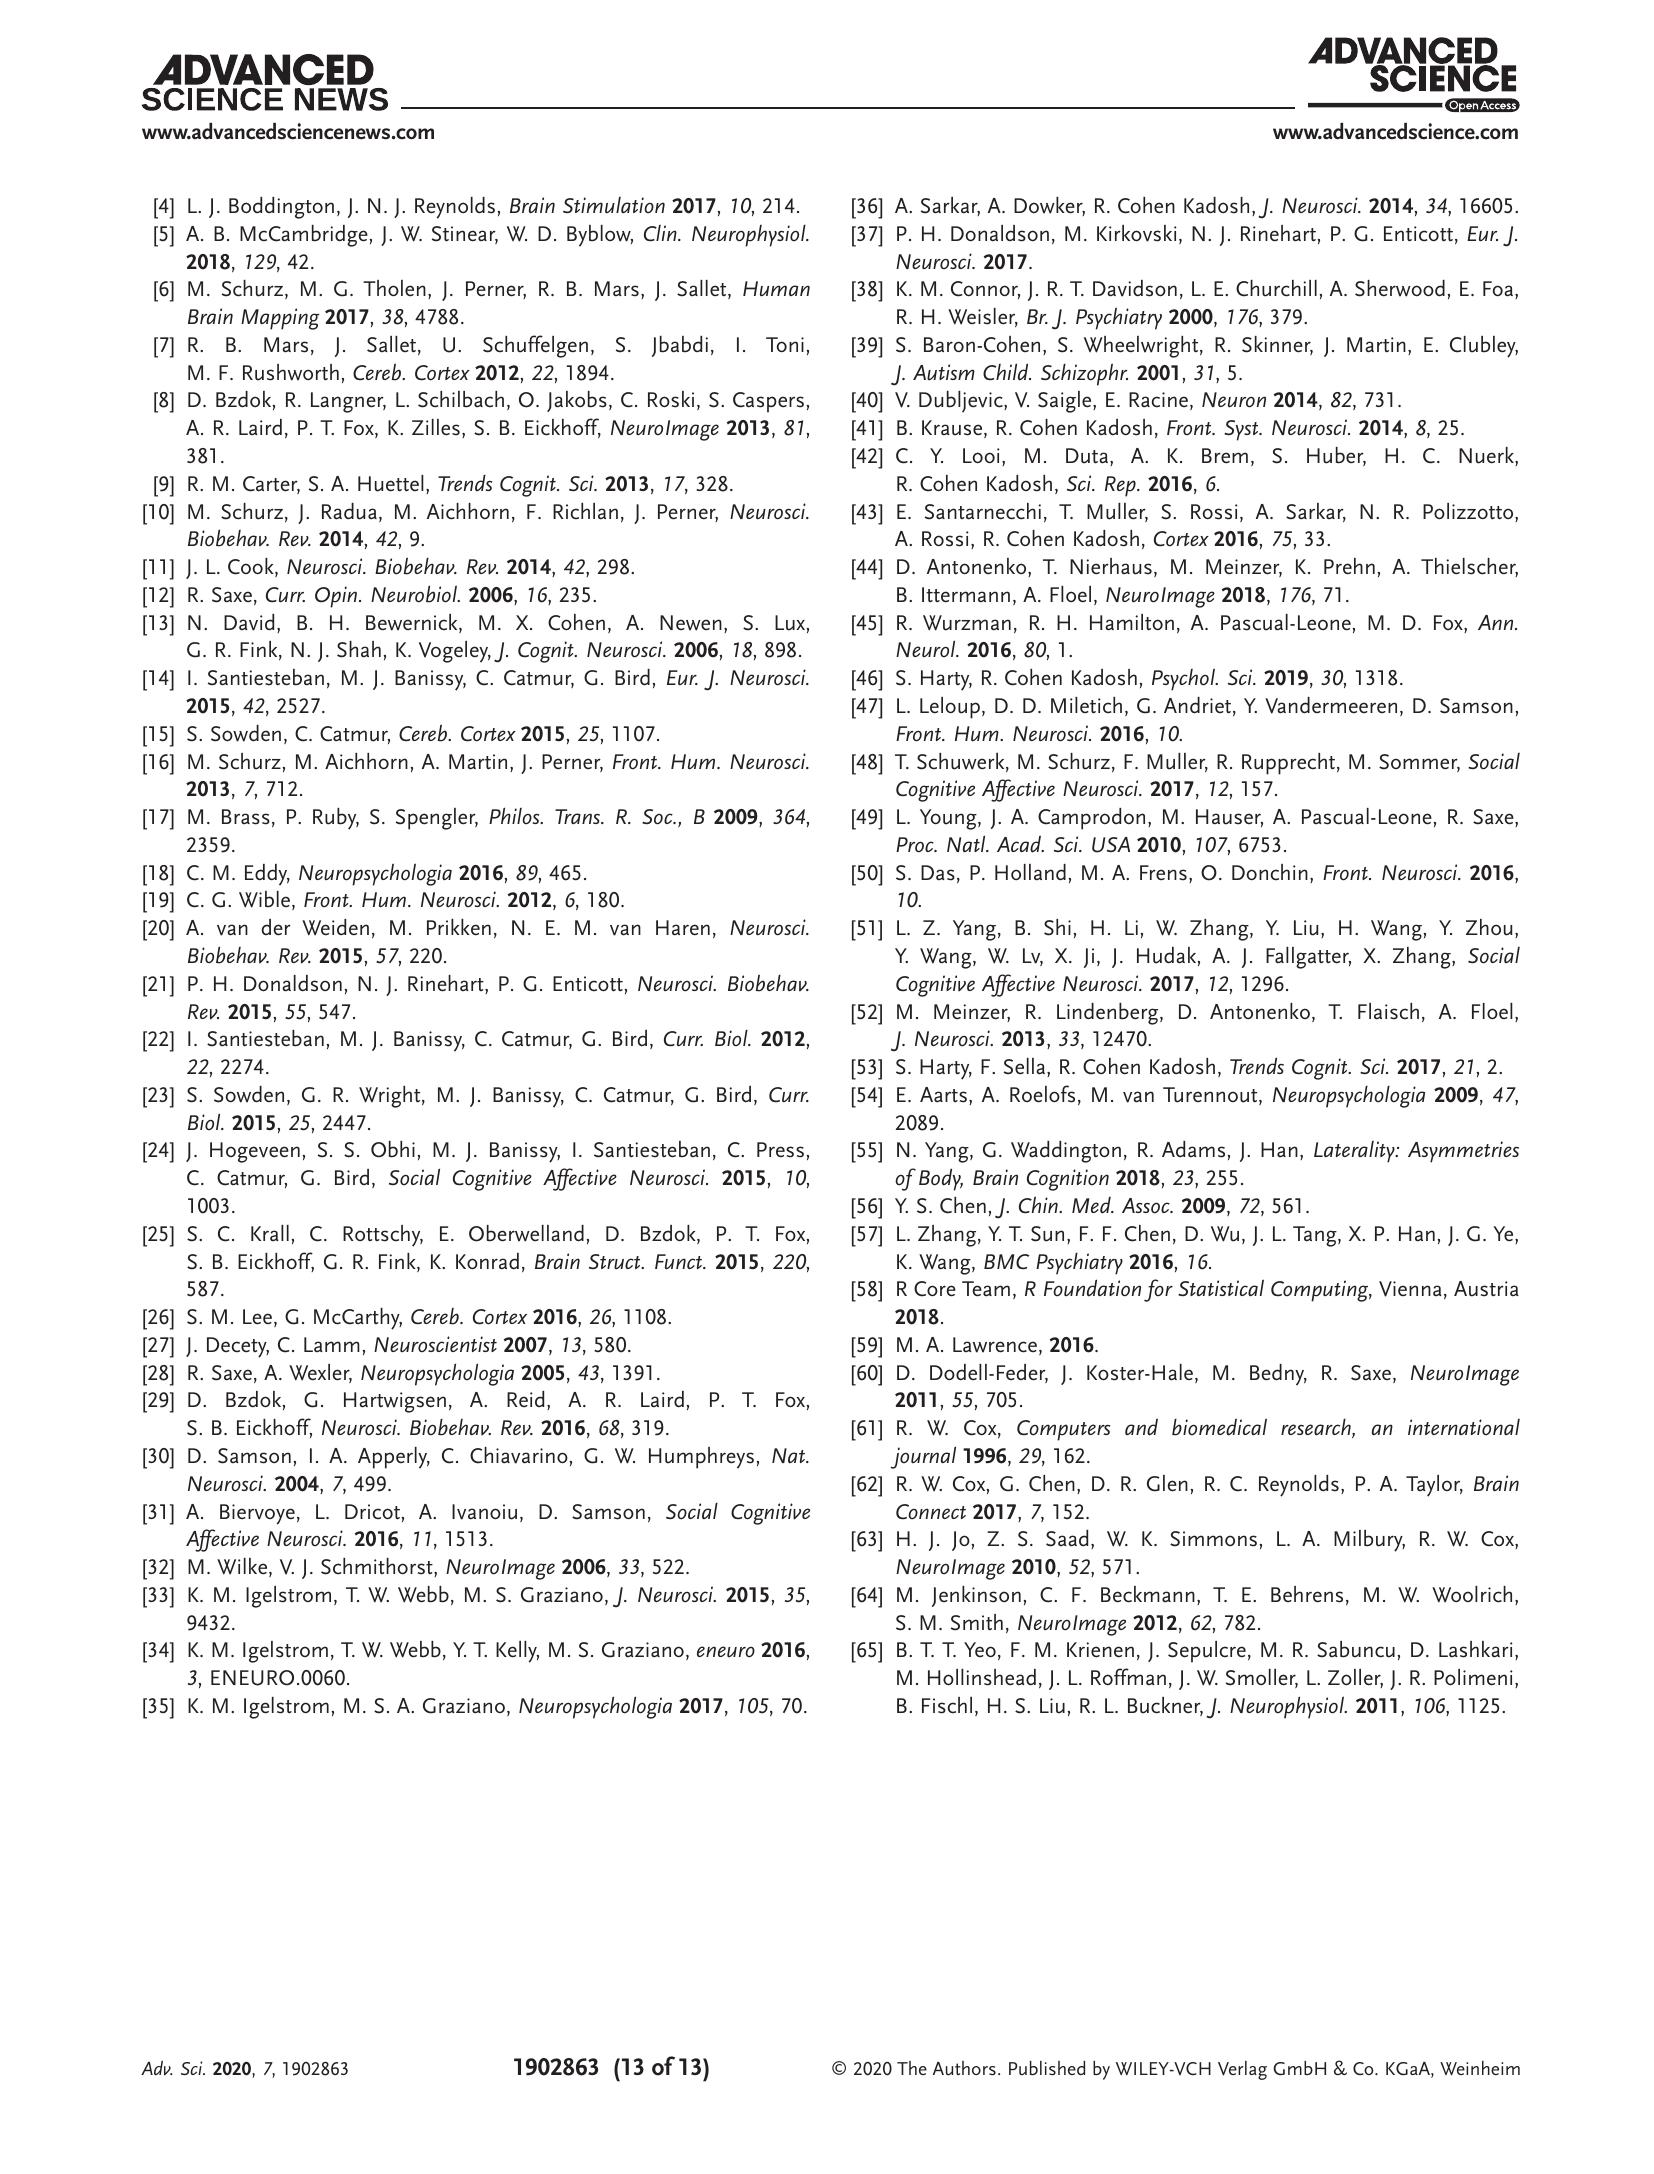 ADVANCED
SCIENCE NEWS
www.advancedsciencenews.com
ADVANCED
SCIENCE
Open Access
www.advancedscience.com
[4] L. J. Boddington, J. N. J. Reynolds, Brain Stimulation 2017, 10, 214.
[5] A. B. McCambridge, J. W. Stinear, W. D. Byblow, Clin. Neurophysiol.
2018, 129, 42.
[6] M. Schurz, M. G. Tholen, J. Perner, R. B. Mars, J. Sallet, Human
Brain Mapping 2017, 38, 4788.
[7] R. B. Mars, J. Sallet, U. Schuffelgen, S. Jbabdi, I. Toni,
M. F. Rushworth, Cereb. Cortex 2012, 22, 1894.
[8] D. Bzdok, R. Langner, L. Schilbach, O. Jakobs, C. Roski, S. Caspers,
A. R. Laird, P. T. Fox, K. Zilles, S. B. Eickhoff, NeuroImage 2013, 81,
381.
[9] R. M. Carter, S. A. Huettel, Trends Cognit. Sci. 2013, 17, 328.
[10] M. Schurz, J. Radua, M. Aichhorn, F. Richlan, J. Perner, Neurosci.
Biobehav. Rev. 2014, 42, 9.
[11] J. L. Cook, Neurosci. Biobehav. Rev. 2014, 42, 298.
[12] R. Saxe, Curr. Opin. Neurobiol. 2006, 16, 235.
[13] N. David, B. H. Bewernick, M. X. Cohen, A. Newen, S. Lux,
G. R. Fink, N. J. Shah, K. Vogeley, J. Cognit. Neurosci. 2006, 18, 898.
[14] I. Santiesteban, M. J. Banissy, C. Catmur, G. Bird, Eur. J. Neurosci.
2015, 42, 2527.
[15] S. Sowden, C. Catmur, Cereb. Cortex 2015, 25, 1107.
[16] M. Schurz, M. Aichhorn, A. Martin, J. Perner, Front. Hum. Neurosci.
2013, 7, 712.
[17] M. Brass, P. Ruby, S. Spengler, Philos. Trans. R. Soc., B 2009, 364,
2359.
[18] C. M. Eddy, Neuropsychologia 2016, 89, 465.
[19] C. G. Wible, Front. Hum. Neurosci. 2012, 6, 180.
[20] A. van der Weiden, M. Prikken, N. E. M. van Haren, Neurosci.
Biobehav. Rev. 2015, 57, 220.
[21] P. H. Donaldson, N. J. Rinehart, P. G. Enticott, Neurosci. Biobehav.
Rev. 2015, 55, 547.
[22] I. Santiesteban, M. J. Banissy, C. Catmur, G. Bird, Curr. Biol. 2012,
22, 2274.
[23] S. Sowden, G. R. Wright, M. J. Banissy, C. Catmur, G. Bird, Curr.
Biol. 2015, 25, 2447.
[24] J. Hogeveen, S. S. Obhi, M. J. Banissy, I. Santiesteban, C. Press,
C. Catmur, G. Bird, Social Cognitive Affective Neurosci. 2015, 10,
1003.
[25] S. C. Krall, C. Rottschy, E. Oberwelland, D. Bzdok, P. T. Fox,
S. B. Eickhoff, G. R. Fink, K. Konrad, Brain Struct. Funct. 2015, 220,
587.
[26] S. M. Lee, G. McCarthy, Cereb. Cortex 2016, 26, 1108.
[27] J. Decety, C. Lamm, Neuroscientist 2007, 13, 580.
[28] R. Saxe, A. Wexler, Neuropsychologia 2005, 43, 1391.
[29] D. Bzdok, G. Hartwigsen, A. Reid, A. R. Laird, P. T. Fox,
S. B. Eickhoff, Neurosci. Biobehav. Rev. 2016, 68, 319.
[30] D. Samson, I. A. Apperly, C. Chiavarino, G. W. Humphreys, Nat.
Neurosci. 2004, 7, 499.
[31] A. Biervoye, L. Dricot, A. Ivanoiu, D. Samson, Social Cognitive
Affective Neurosci. 2016, 11, 1513.
[32] M. Wilke, V. J. Schmithorst, NeuroImage 2006, 33, 522.
[33] K. M. Igelstrom, T. W. Webb, M. S. Graziano, J. Neurosci. 2015, 35,
9432.
[34] K. M. Igelstrom, T. W. Webb, Y. T. Kelly, M. S. Graziano, eneuro 2016,
3, ENEURO.0060.
[35] K. M. Igelstrom, M. S. A. Graziano, Neuropsychologia 2017, 105, 70.
[36] A. Sarkar, A. Dowker, R. Cohen Kadosh, J. Neurosci. 2014, 34, 16605.
[37] P. H. Donaldson, M. Kirkovski, N. J. Rinehart, P. G. Enticott, Eur. J.
Neurosci. 2017.
[38] K. M. Connor, J. R. T. Davidson, L. E. Churchill, A. Sherwood, E. Foa,
R. H. Weisler, Br. J. Psychiatry 2000, 176, 379.
[39] S. Baron-Cohen, S. Wheelwright, R. Skinner, J. Martin, E. Clubley,
J. Autism Child. Schizophr. 2001, 31, 5.
[40] V. Dubljevic, V. Saigle, E. Racine, Neuron 2014, 82, 731.
[41] B. Krause, R. Cohen Kadosh, Front. Syst. Neurosci. 2014, 8, 25.
[42] C. Y. Looi, M. Duta, A. K. Brem, S. Huber, H. C. Nuerk,
R. Cohen Kadosh, Sci. Rep. 2016, 6.
[43] E. Santarnecchi, T. Muller, S. Rossi, A. Sarkar, N. R. Polizzotto,
A. Rossi, R. Cohen Kadosh, Cortex 2016, 75, 33.
[44] D. Antonenko, T. Nierhaus, M. Meinzer, K. Prehn, A. Thielscher,
B. Ittermann, A. Floel, NeuroImage 2018, 176, 71.
[45] R. Wurzman, R. H. Hamilton, A. Pascual-Leone, M. D. Fox, Ann.
Neurol. 2016, 80, 1.
[46] S. Harty, R. Cohen Kadosh, Psychol. Sci. 2019, 30, 1318.
[47] L. Leloup, D. D. Miletich, G. Andriet, Y. Vandermeeren, D. Samson,
Front. Hum. Neurosci. 2016, 10.
[48] T. Schuwerk, M. Schurz, F. Muller, R. Rupprecht, M. Sommer, Social
Cognitive Affective Neurosci. 2017, 12, 157.
[49] L. Young, J. A. Camprodon, M. Hauser, A. Pascual-Leone, R. Saxe,
Proc. Natl. Acad. Sci. USA 2010, 107, 6753.
[50] S. Das, P. Holland, M. A. Frens, O. Donchin, Front. Neurosci. 2016,
10.
[51] L. Z. Yang, B. Shi, H. Li, W. Zhang, Y. Liu, H. Wang, Y. Zhou,
Y. Wang, W. Lv, X. Ji, J. Hudak, A. J. Fallgatter, X. Zhang, Social
Cognitive Affective Neurosci. 2017, 12, 1296.
[52] M. Meinzer, R. Lindenberg, D. Antonenko, T. Flaisch, A. Floel,
J. Neurosci. 2013, 33, 12470.
[53] S. Harty, F. Sella, R. Cohen Kadosh, Trends Cognit. Sci. 2017, 21, 2.
[54] E. Aarts, A. Roelofs, M. van Turennout, Neuropsychologia 2009, 47,
2089.
[55] N. Yang, G. Waddington, R. Adams, J. Han, Laterality: Asymmetries
of Body, Brain Cognition 2018, 23, 255.
[56] Y. S. Chen, J. Chin. Med. Assoc. 2009, 72, 561.
[57] L. Zhang, Y. T. Sun, F. F. Chen, D. Wu, J. L. Tang, X. P. Han, J. G. Ye,
K. Wang, BMC Psychiatry 2016, 16.
[58] R Core Team, R Foundation for Statistical Computing, Vienna, Austria
2018.
[59] M. A. Lawrence, 2016.
[60] D. Dodell-Feder, J. Koster-Hale, M. Bedny, R. Saxe, NeuroImage
2011, 55, 705.
[61] R. W. Cox, Computers and biomedical research, an international
journal 1996, 29, 162.
[62] R. W. Cox, G. Chen, D. R. Glen, R. C. Reynolds, P. A. Taylor, Brain
Connect 2017, 7, 152.
[63] H. J. Jo, Z. S. Saad, W. K. Simmons, L. A. Milbury, R. W. Cox,
NeuroImage 2010, 52, 571.
[64] M. Jenkinson, C. F. Beckmann, T. E. Behrens, M. W. Woolrich,
S. M. Smith, NeuroImage 2012, 62, 782.
[65] B. T. T. Yeo, F. M. Krienen, J. Sepulcre, M. R. Sabuncu, D. Lashkari,
M. Hollinshead, J. L. Roffman, J. W. Smoller, L. Zoller, J. R. Polimeni,
B. Fischl, H. S. Liu, R. L. Buckner, J. Neurophysiol. 2011, 106, 1125.
Adv. Sci. 2020, 7, 1902863
1902863 (13 of 13)
© 2020 The Authors. Published by WILEY-VCH Verlag GmbH & Co. KGaA, Weinheim